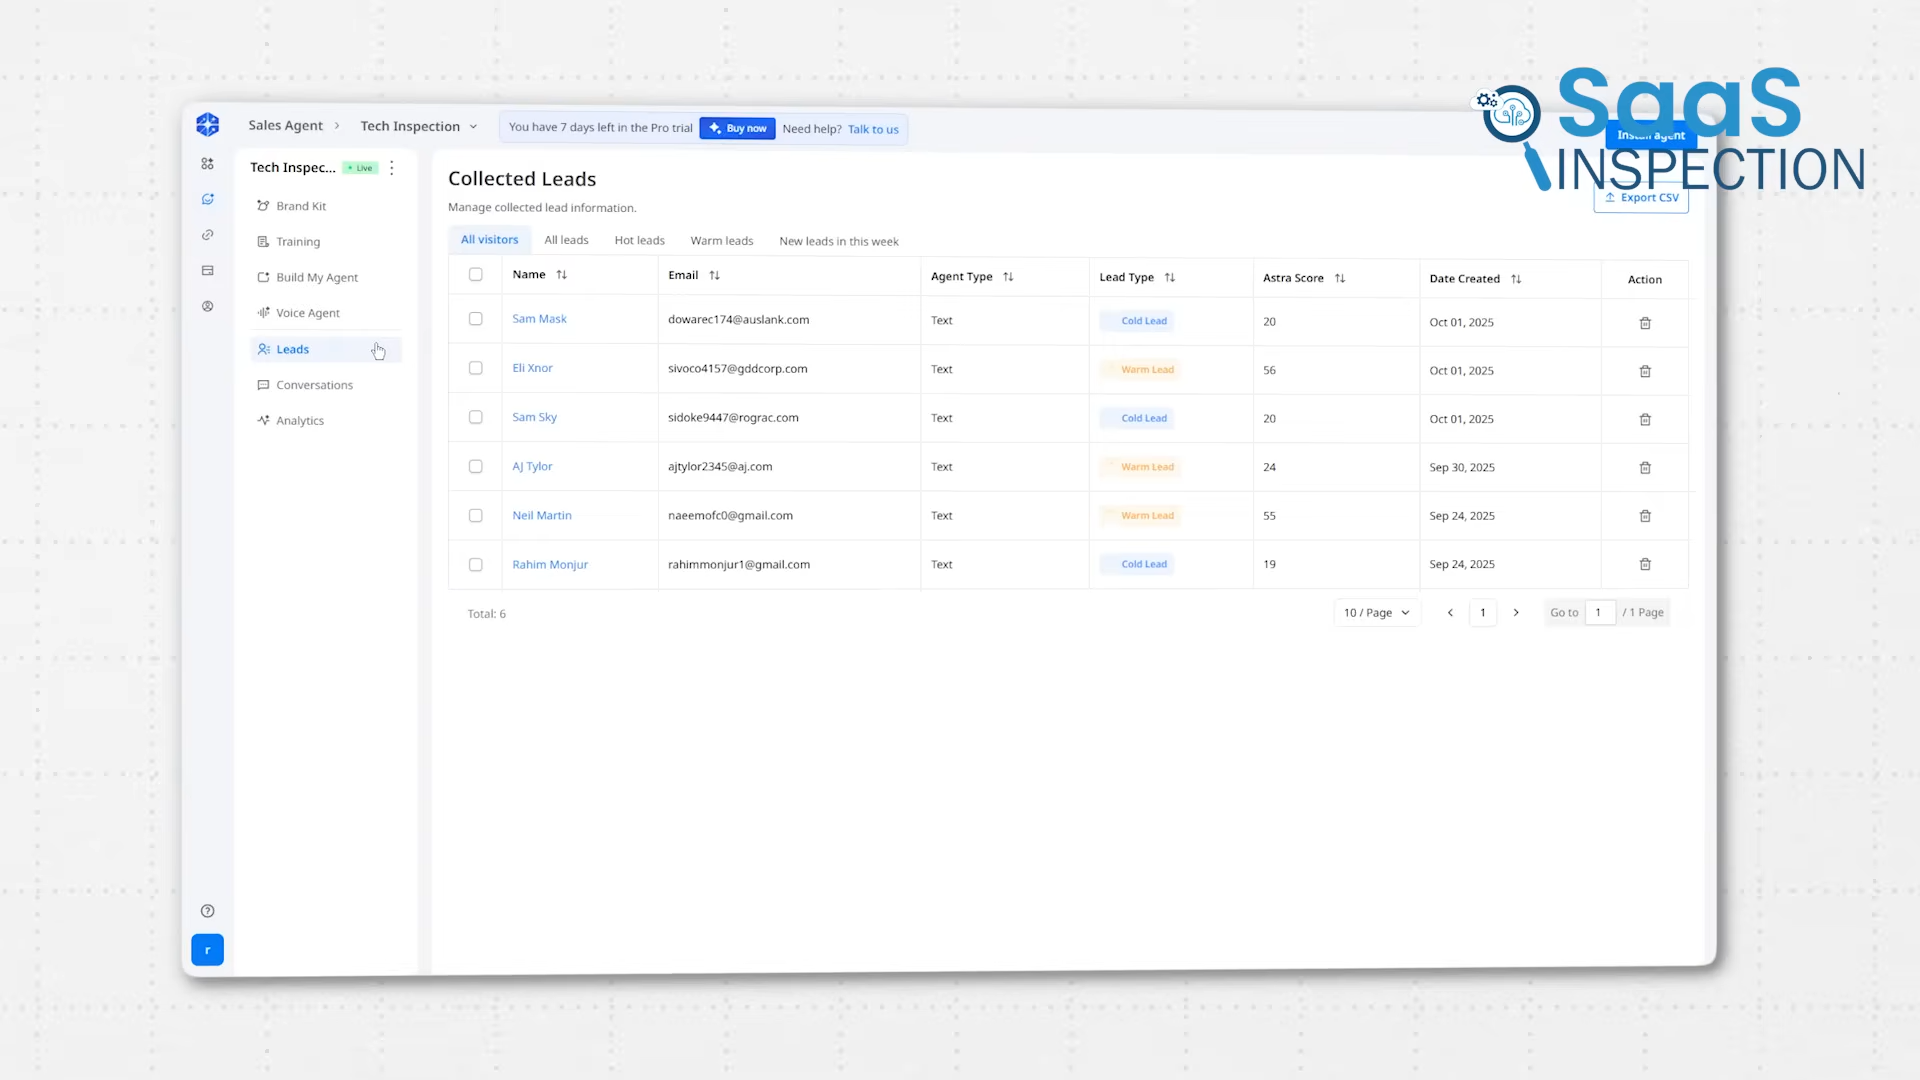 SaaS
INSPECTION
Sales Agent
Tech Inspection
You have 7 days left in the Pro trial
Buy now
Need help? Talk to us
Install agent
Tech Inspec...
Live
Brand Kit
Training
Build My Agent
Voice Agent
Leads
Conversations
Analytics
r
Collected Leads
Manage collected lead information.
Export CSV
All visitors
All leads
Hot leads
Warm leads
New leads in this week
Name
Email
Agent Type
Lead Type
Astra Score
Date Created
Action
Sam Mask
dowarec174@auslank.com
Text
Cold Lead
20
Oct 01, 2025
Eli Xnor
sivoco4157@gddcorp.com
Text
Warm Lead
56
Oct 01, 2025
Sam Sky
sidoke9447@rograc.com
Text
Cold Lead
20
Oct 01, 2025
AJ Tylor
ajtylor2345@aj.com
Text
Warm Lead
24
Sep 30, 2025
Neil Martin
naeemofc0@gmail.com
Text
Warm Lead
55
Sep 24, 2025
Rahim Monjur
rahimmonjur1@gmail.com
Text
Cold Lead
19
Sep 24, 2025
Total: 6
10 / Page
1
Go to
1
/ 1 Page